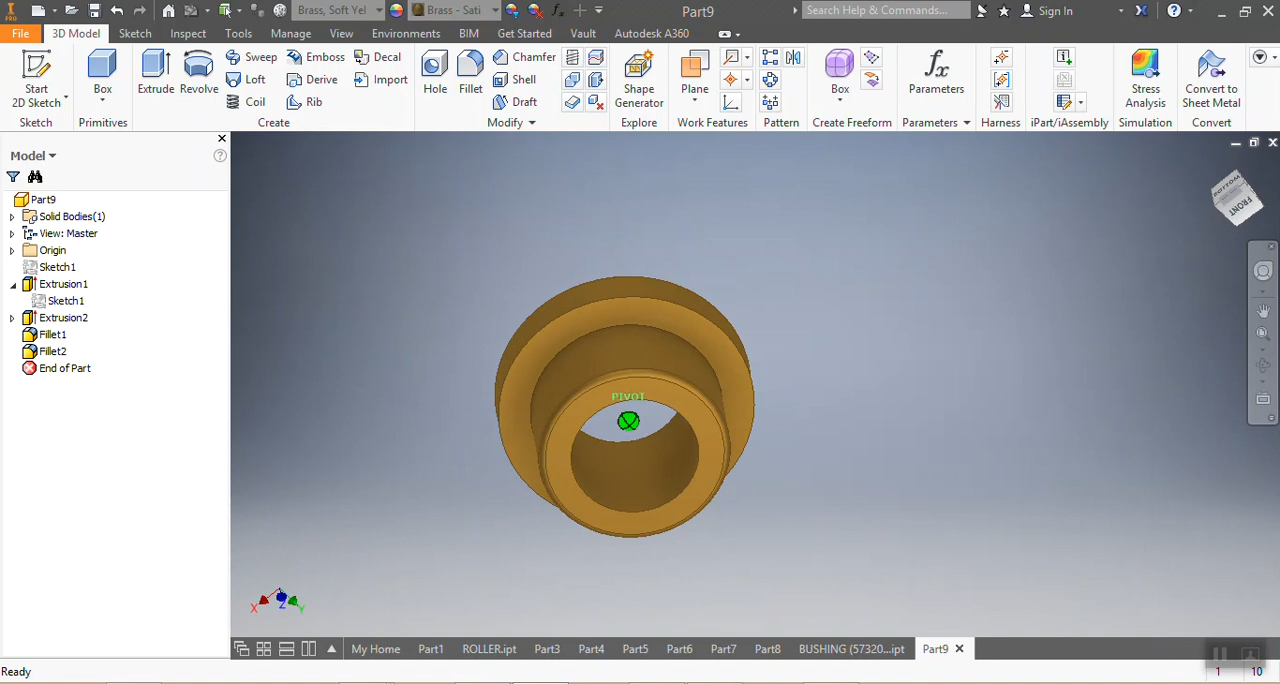 PRO
Brass, Soft Yel
Brass - Sati
fx
Part9
Search Help & Commands...
Sign In
File
3D Model
Sketch
Inspect
Tools
Manage
View
Environments
BIM
Get Started
Vault
Autodesk A360
Start
2D Sketch
Sketch
Box
Primitives
Extrude
Revolve
Sweep
Emboss
Decal
Loft
Derive
Import
Coil
Rib
Create
Hole
Fillet
Chamfer
Shell
Draft
Modify
Shape
Generator
Explore
Plane
Work Features
Pattern
Box
Create Freeform
fx
Parameters
Parameters
Harness
iPart/iAssembly
Stress
Analysis
Simulation
Convert to
Sheet Metal
Convert
Model
Part9
Solid Bodies(1)
View: Master
Origin
Sketch1
Extrusion1
Sketch1
Extrusion2
Fillet1
Fillet2
End of Part
BOTTOM
FRONT
PIVOT
X
Z
Y
My Home
Part1
ROLLER.ipt
Part3
Part4
Part5
Part6
Part7
Part8
BUSHING (57320...ipt
Part9
Ready
1
10